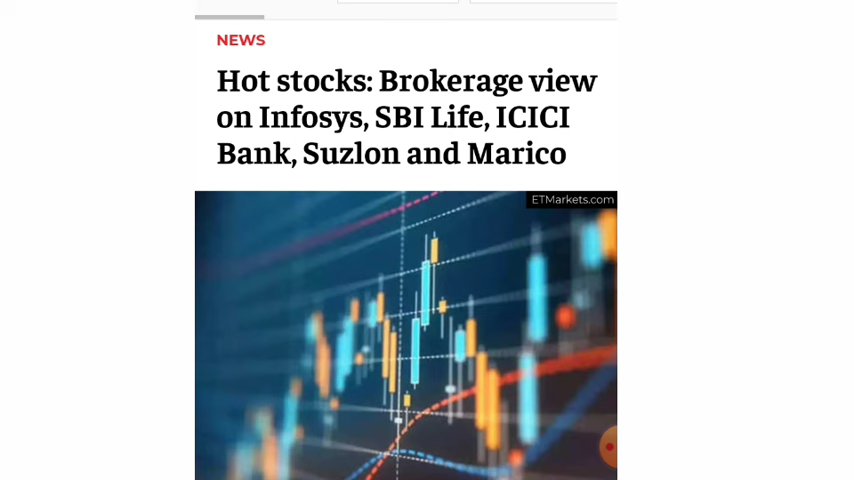 NEWS
Hot stocks: Brokerage view
on Infosys, SBI Life, ICICI
Bank, Suzlon and Marico
ETMarkets.com